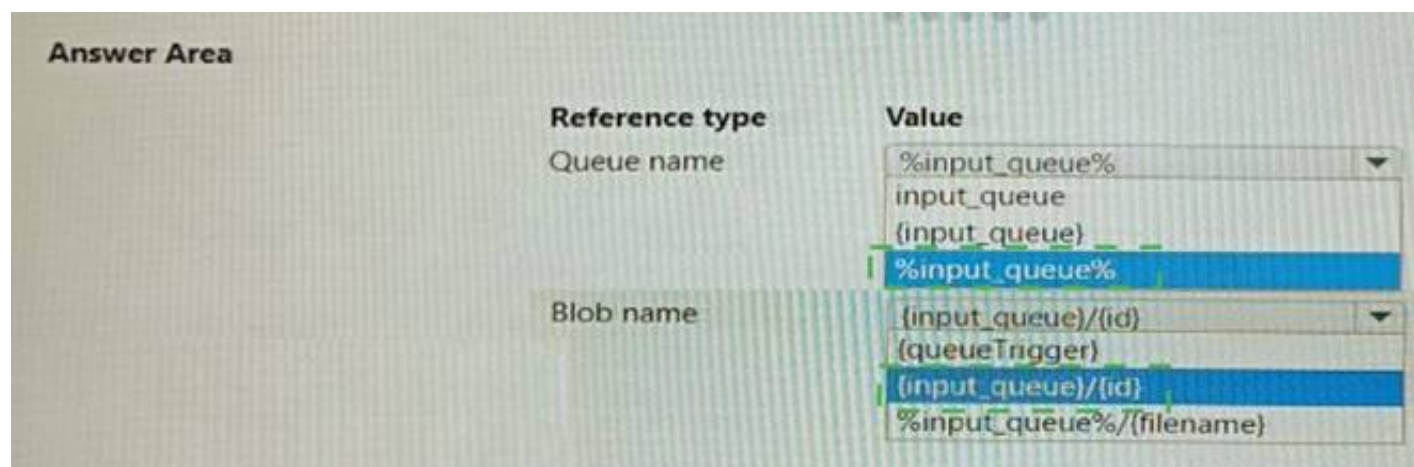 Answer Area
Reference type Value
Queue name %input_queue%
input_queue
{input_queue}
%input_queue%
Blob name {input_queue}/{id}
{queueTrigger}
{input_queue}/{id}
%input_queue%/{filename}